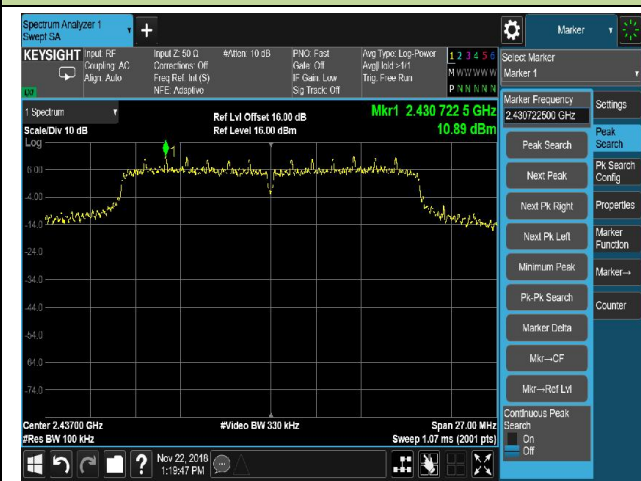 Spectrum Analyzer 1
Swept SA
+
Marker
KEYSIGHT
Input: RF
Coupling: AC
Align: Auto
Input Z: 50 Ω
Corrections: Off
Freq Ref: Int (S)
NFE: Adaptive
#Atten: 10 dB
PNO: Fast
Gate: Off
IF Gain: Low
Sig Track: Off
Avg Type: Log-Power
Avg|Hold:>1/1
Trig: Free Run
1 2 3 4 5 6
M W W W W W
P N N N N N
Select Marker
Marker 1
1 Spectrum
Scale/Div 10 dB
Log
Ref Lvl Offset 16.00 dB
Ref Level 16.00 dBm
Mkr1 2.430 722 5 GHz
10.89 dBm
1
6.00
-4.00
-14.0
-24.0
-34.0
-44.0
-54.0
-64.0
-74.0
Center 2.43700 GHz
#Res BW 100 kHz
#Video BW 330 kHz
Span 27.00 MHz
Sweep 1.07 ms (2001 pts)
Marker Frequency
2.430722500 GHz
Peak Search
Next Peak
Next Pk Right
Next Pk Left
Minimum Peak
Pk-Pk Search
Marker Delta
Mkr→CF
Mkr→Ref Lvl
Continuous Peak
Search
On
Off
Settings
Peak
Search
Pk Search
Config
Properties
Marker
Function
Marker→
Counter
?
Nov 22, 2018
1:19:47 PM